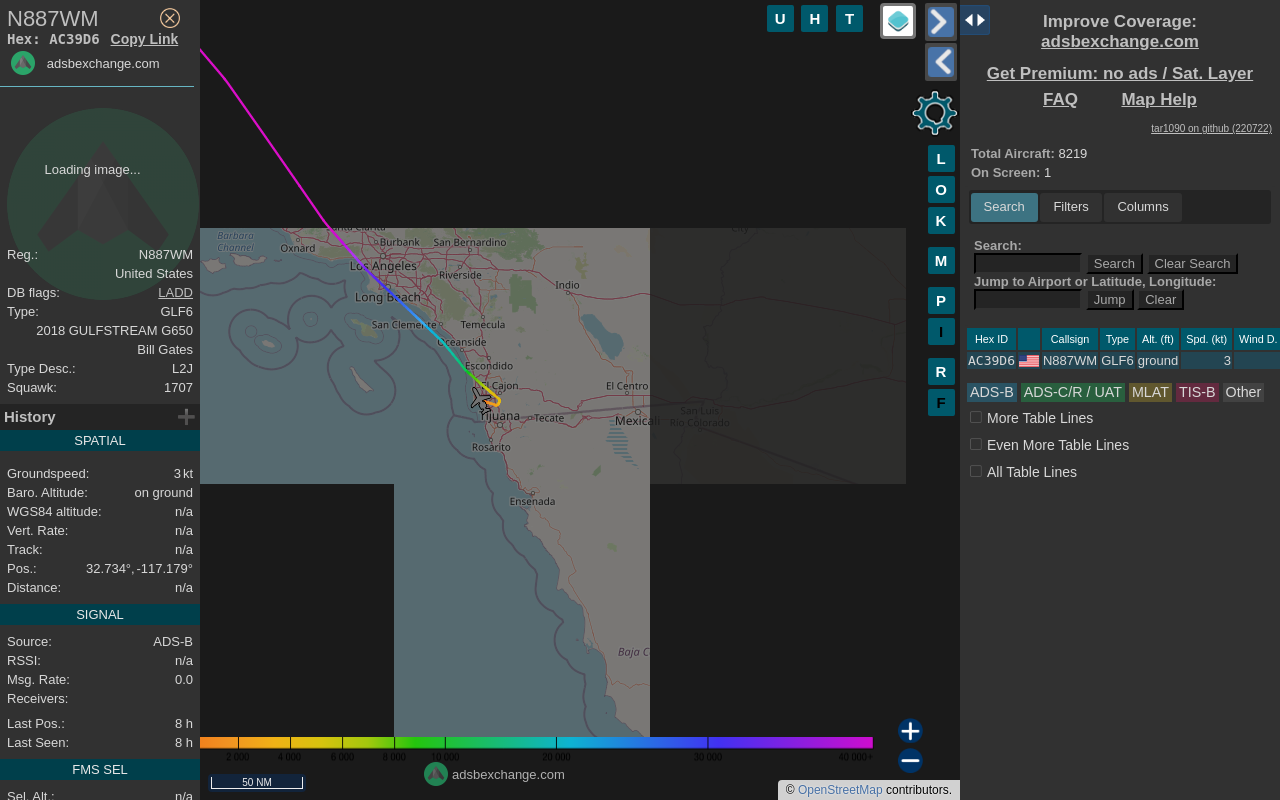 N887WM
Hex: AC39D6 Copy Link
adsbexchange.com
Loading image...
Reg.: N887WM
United States
DB flags: LADD
Type: GLF6
2018 GULFSTREAM G650
Bill Gates
Type Desc.: L2J
Squawk: 1707
History
SPATIAL
Groundspeed: 3 kt
Baro. Altitude: on ground
WGS84 altitude: n/a
Vert. Rate: n/a
Track: n/a
Pos.: 32.734°, -117.179°
Distance: n/a
SIGNAL
Source: ADS-B
RSSI: n/a
Msg. Rate: 0.0
Receivers:
Last Pos.: 8 h
Last Seen: 8 h
FMS SEL
Sel. Alt.: n/a
U H T
L
O
K
M
P
I
R
F
City
Barbara
Channel
Oxnard
Burbank
San Bernardino
Los Angeles
Riverside
Indio
Long Beach
San Clemente
Temecula
Oceanside
Escondido
El Cajon
El Centro
Tijuana
Tecate
Mexicali
San Luis
Río Colorado
Rosarito
Ensenada
Baja C
2 000 4 000 6 000 8 000 10 000 20 000 30 000 40 000+
adsbexchange.com
50 NM
© OpenStreetMap contributors.
Improve Coverage:
adsbexchange.com
Get Premium: no ads / Sat. Layer
FAQ Map Help
tar1090 on github (220722)
Total Aircraft: 8219
On Screen: 1
Search Filters Columns
Search:
Search Clear Search
Jump to Airport or Latitude, Longitude:
Jump Clear
Hex ID Callsign Type Alt. (ft) Spd. (kt) Wind D.
AC39D6 N887WM GLF6 ground 3
ADS-B ADS-C/R / UAT MLAT TIS-B Other
More Table Lines
Even More Table Lines
All Table Lines